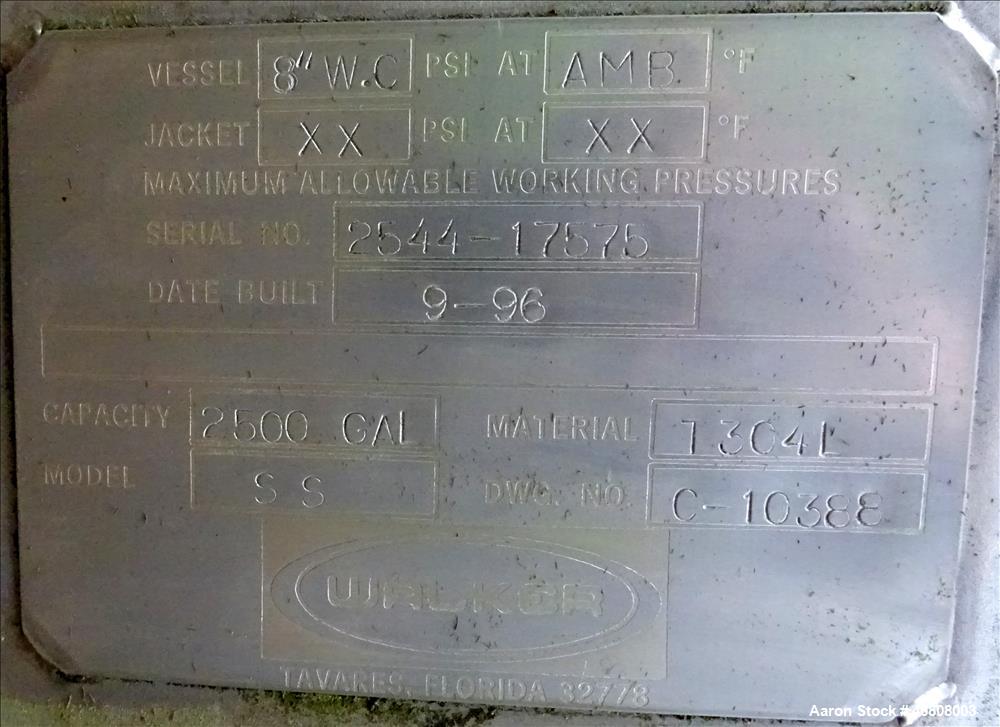 VESSEL 8" W.C PSI AT AMB °F
JACKET XX PSI AT XX °F
MAXIMUM ALLOWABLE WORKING PRESSURES
SERIAL NO. 2544-17575
DATE BUILT 9-96
CAPACITY 2500 GAL MATERIAL T304L
MODEL SS DWG. NO. C-10388
WALKER
TAVARES, FLORIDA 32778
Aaron Stock # 46808003